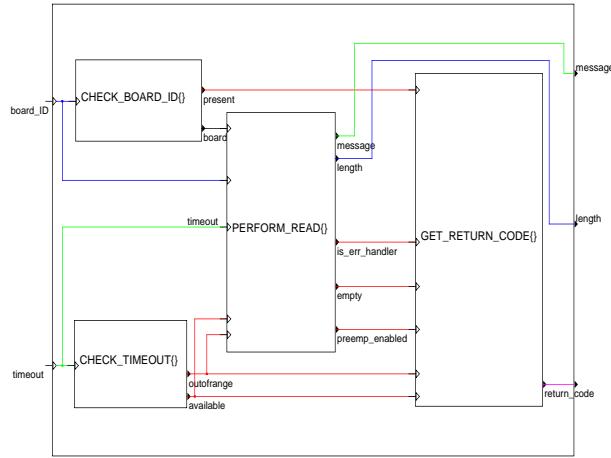 message
CHECK_BOARD_ID{}
present
board_ID
board
message
length
timeout
PERFORM_READ{}
length
GET_RETURN_CODE{}
is_err_handler
empty
preemp_enabled
CHECK_TIMEOUT{}
timeout
outofrange
return_code
available